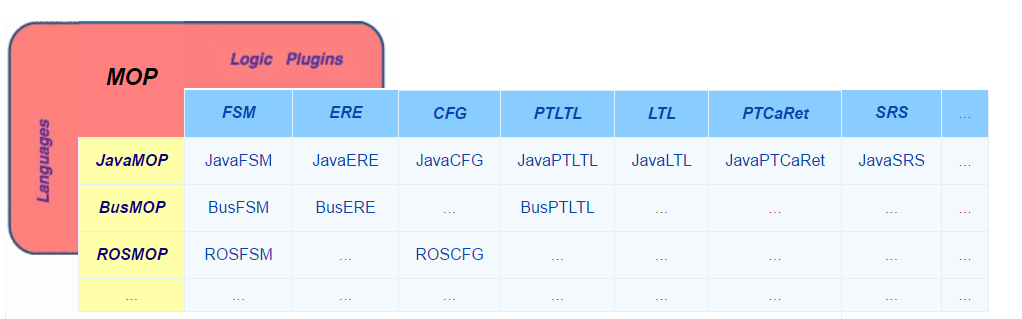 Logic Plugins
MOP
Languages
FSM ERE CFG PTLTL LTL PTCaRet SRS ...
JavaMOP JavaFSM JavaERE JavaCFG JavaPTLTL JavaLTL JavaPTCaRet JavaSRS ...
BusMOP BusFSM BusERE ... BusPTLTL ... ... ... ...
ROSMOP ROSFSM ... ROSCFG ... ... ... ... ...
... ... ... ... ... ... ... ... ...